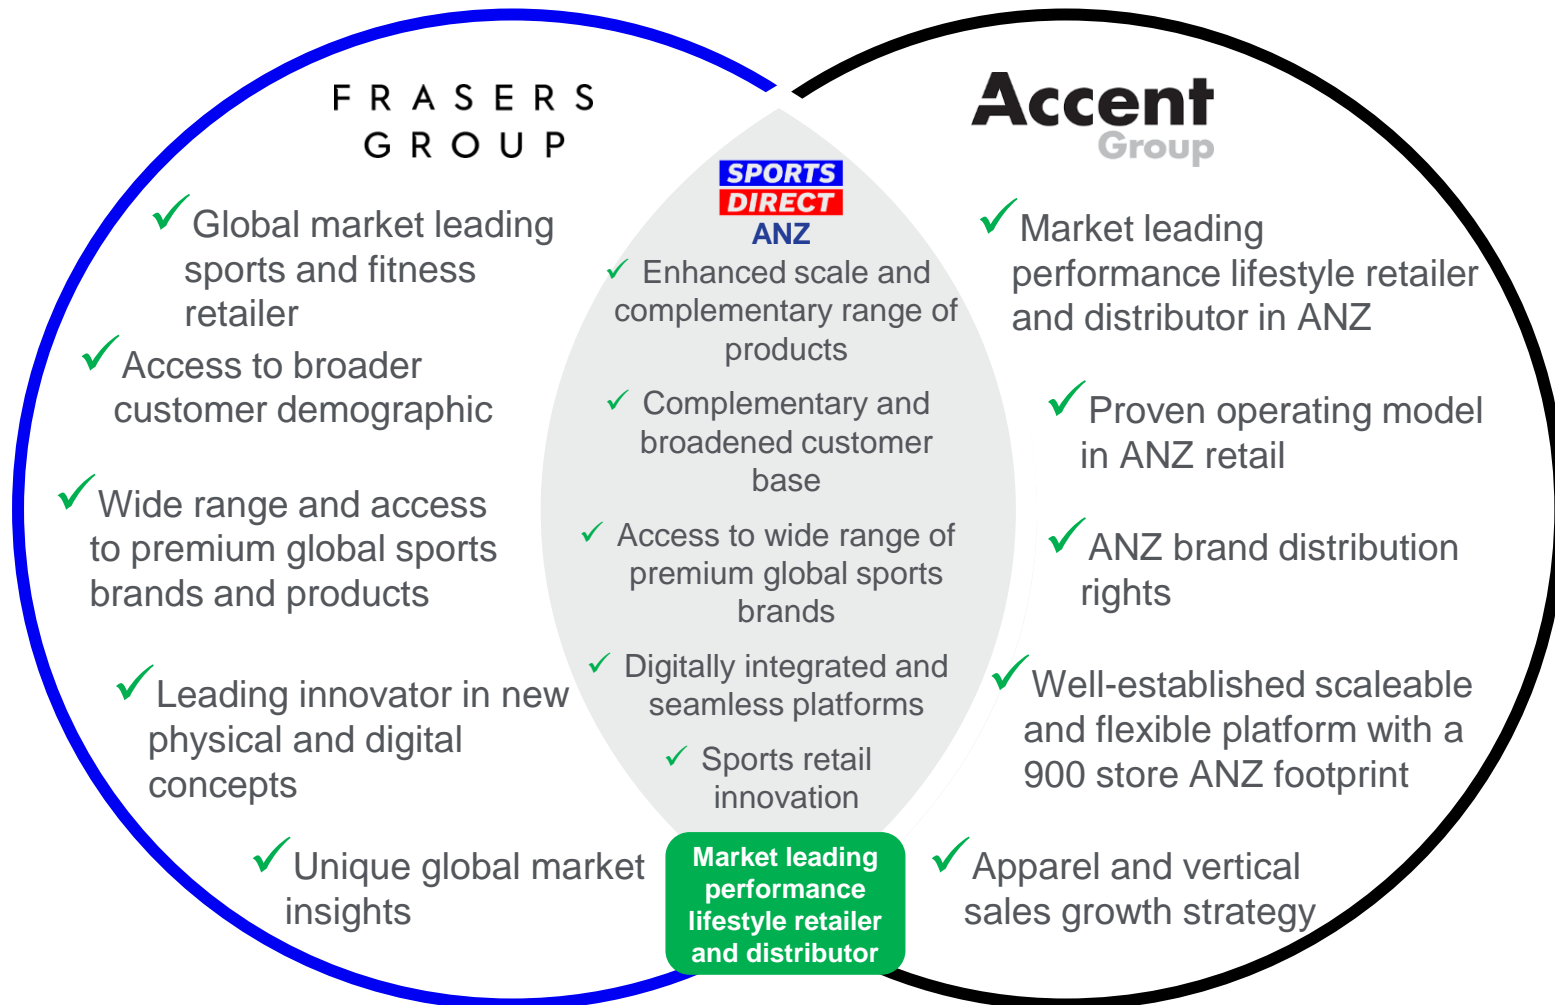 FRASERS
GROUP
Global market leading
sports and fitness
retailer
Access to broader
customer demographic
Wide range and access
to premium global sports
brands and products
Leading innovator in new
physical and digital
concepts
Unique global market
insights
SPORTS
DIRECT
ANZ
Enhanced scale and
complementary range of
products
Complementary and
broadened customer
base
Access to wide range of
premium global sports
brands
Digitally integrated and
seamless platforms
Sports retail
innovation
Market leading
performance
lifestyle retailer
and distributor
Accent
Group
Market leading
performance lifestyle retailer
and distributor in ANZ
Proven operating model
in ANZ retail
ANZ brand distribution
rights
Well-established scaleable
and flexible platform with a
900 store ANZ footprint
Apparel and vertical
sales growth strategy